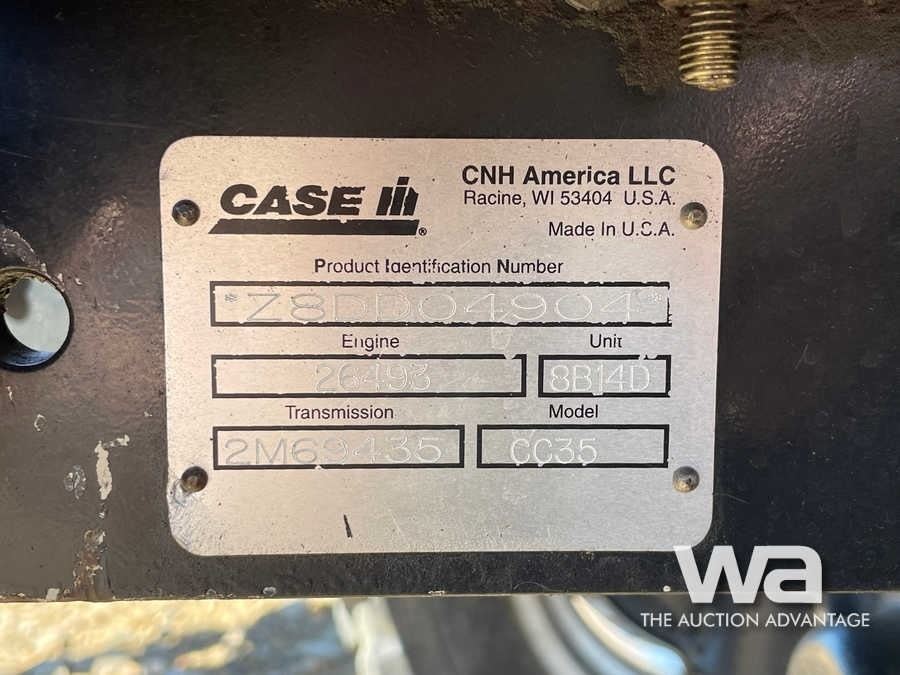 CASE IH®
CNH America LLC
Racine, WI 53404 U.S.A.
Made In U.S.A.
Product Identification Number
*Z8DD04904*
Engine
Unit
26493
8B14D
Transmission
Model
2M69435
CC35
wa
THE AUCTION ADVANTAGE